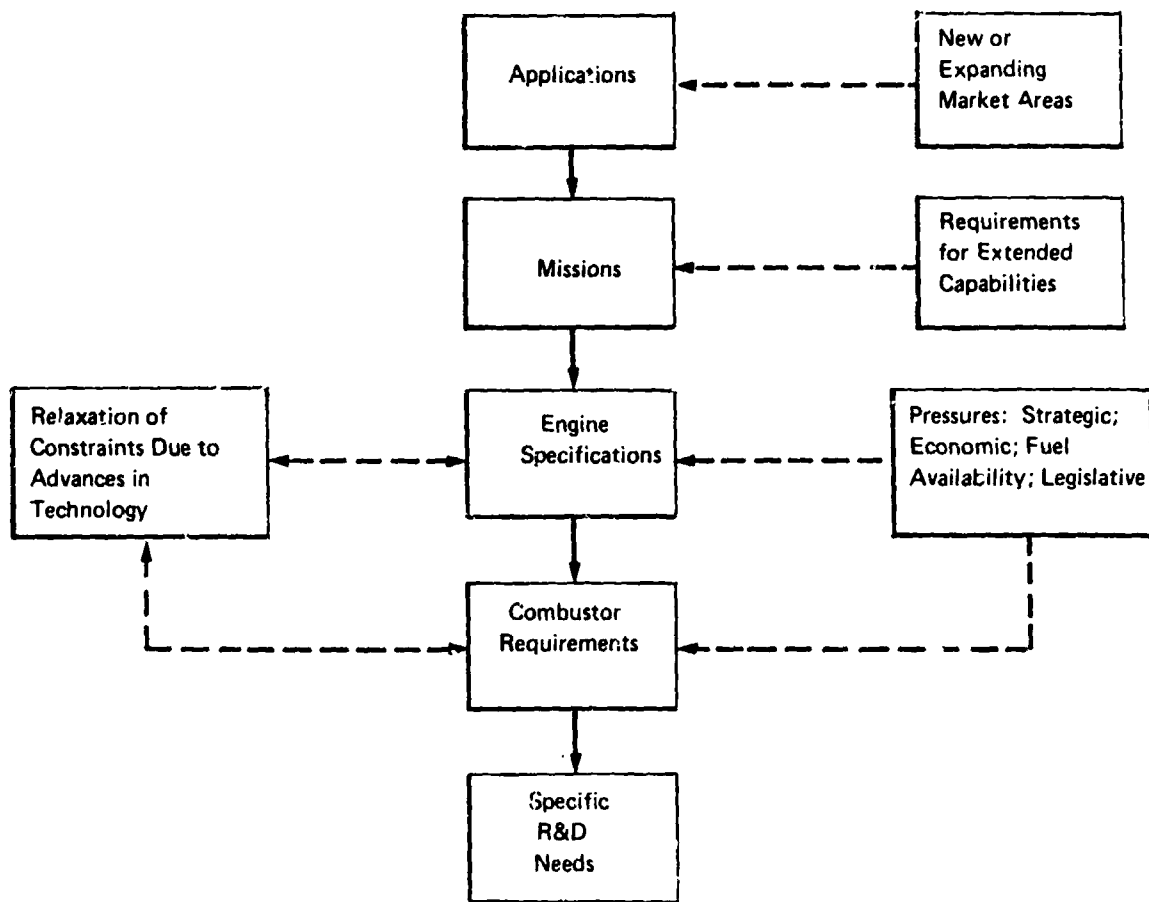 Applications
New or
Expanding
Market Areas
Missions
Requirements
for Extended
Capabilities
Relaxation of
Constraints Due to
Advances in
Technology
Engine
Specifications
Pressures: Strategic;
Economic; Fuel
Availability; Legislative
Combustor
Requirements
Specific
R&D
Needs